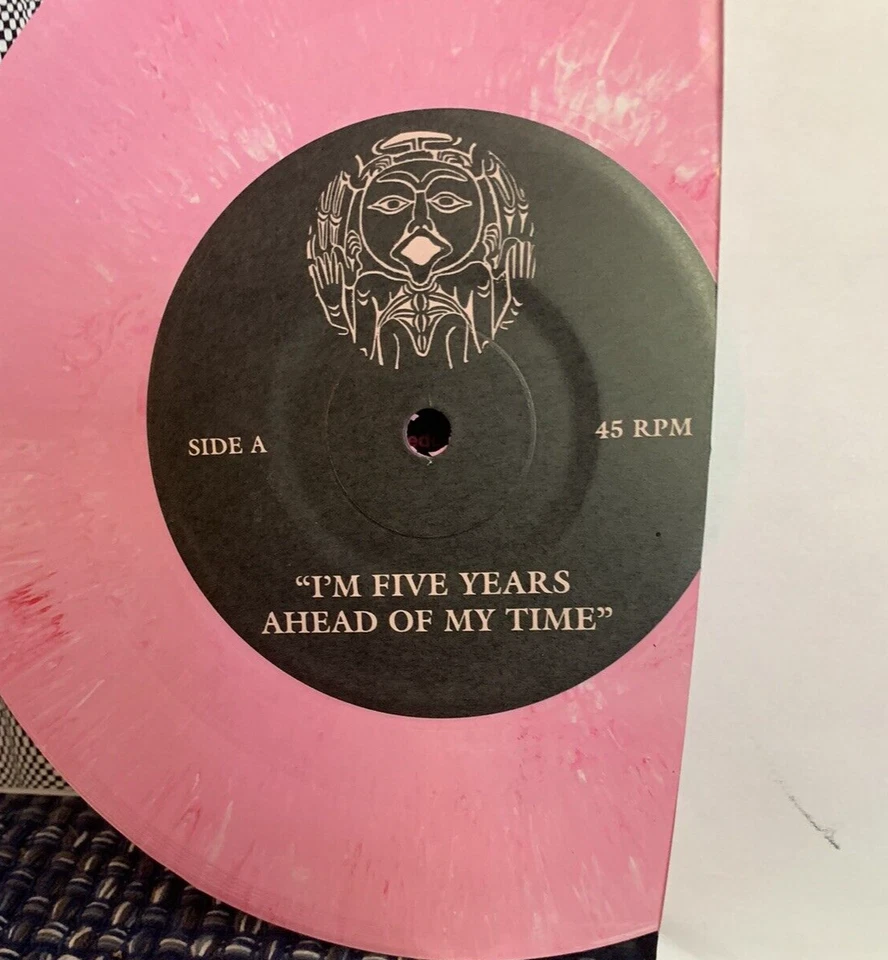 SIDE A
45 RPM
“I’M FIVE YEARS
AHEAD OF MY TIME”